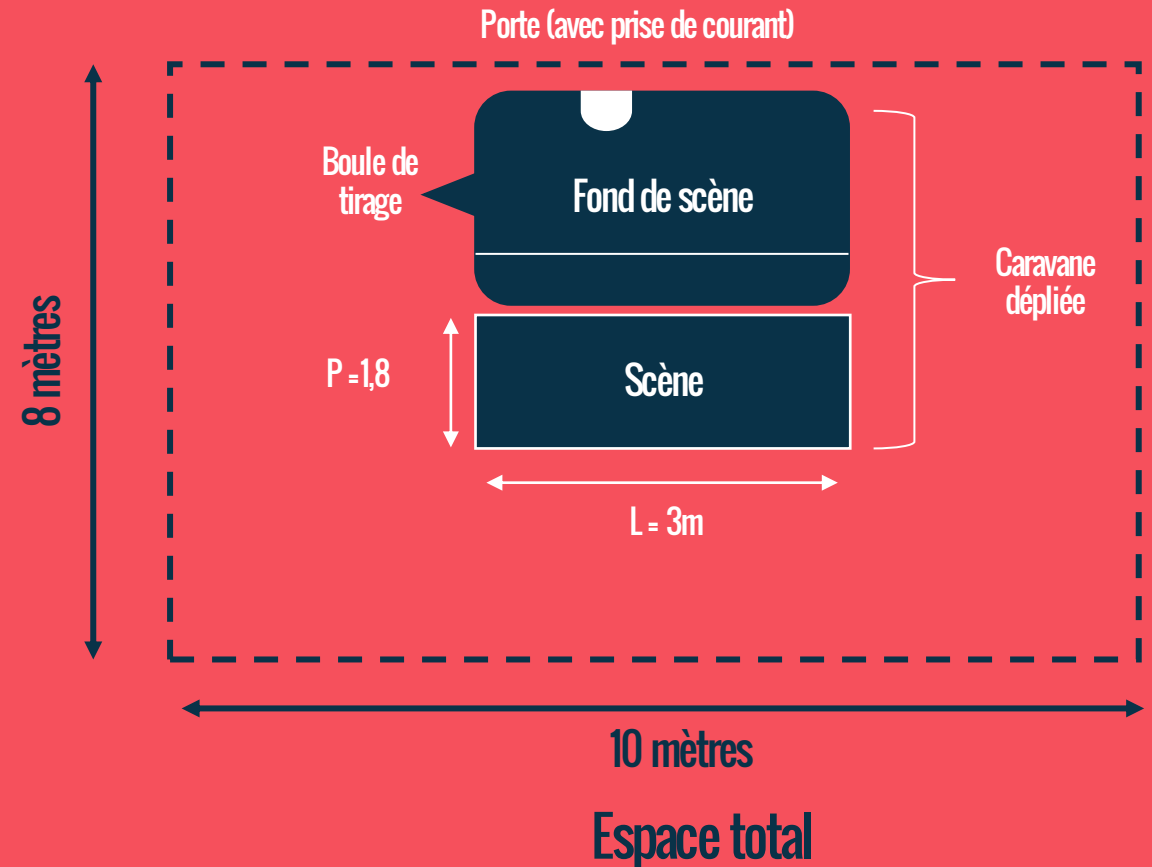 Porte (avec prise de courant)
Boule de
tirage
Fond de scène
Caravane
dépliée
8 mètres
P =1,8
Scène
L = 3m
10 mètres
Espace total